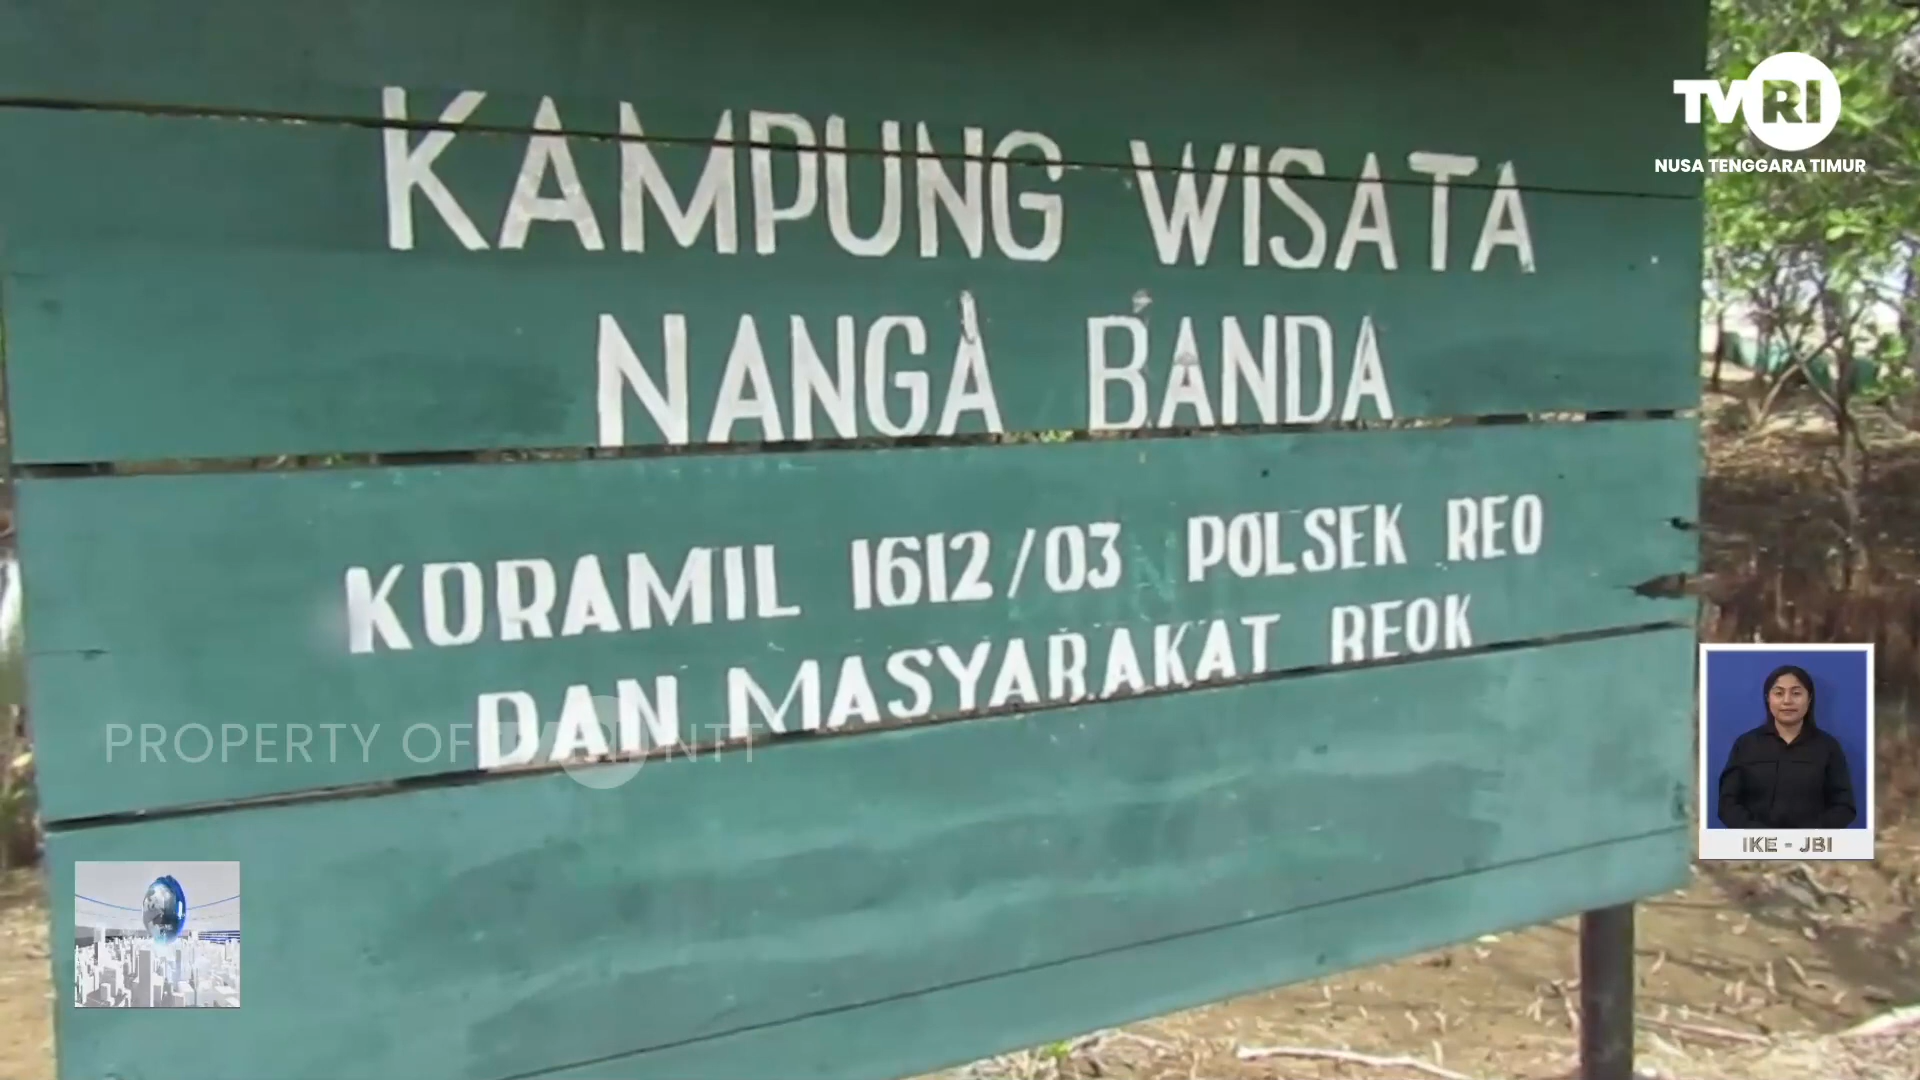 TVRI
NUSA TENGGARA TIMUR
KAMPUNG WISATA
NANGA BANDA
KORAMIL 1612/03 POLSEK REO
DAN MASYARAKAT REOK
PROPERTY OF TVRI NTT
IKE - JBI